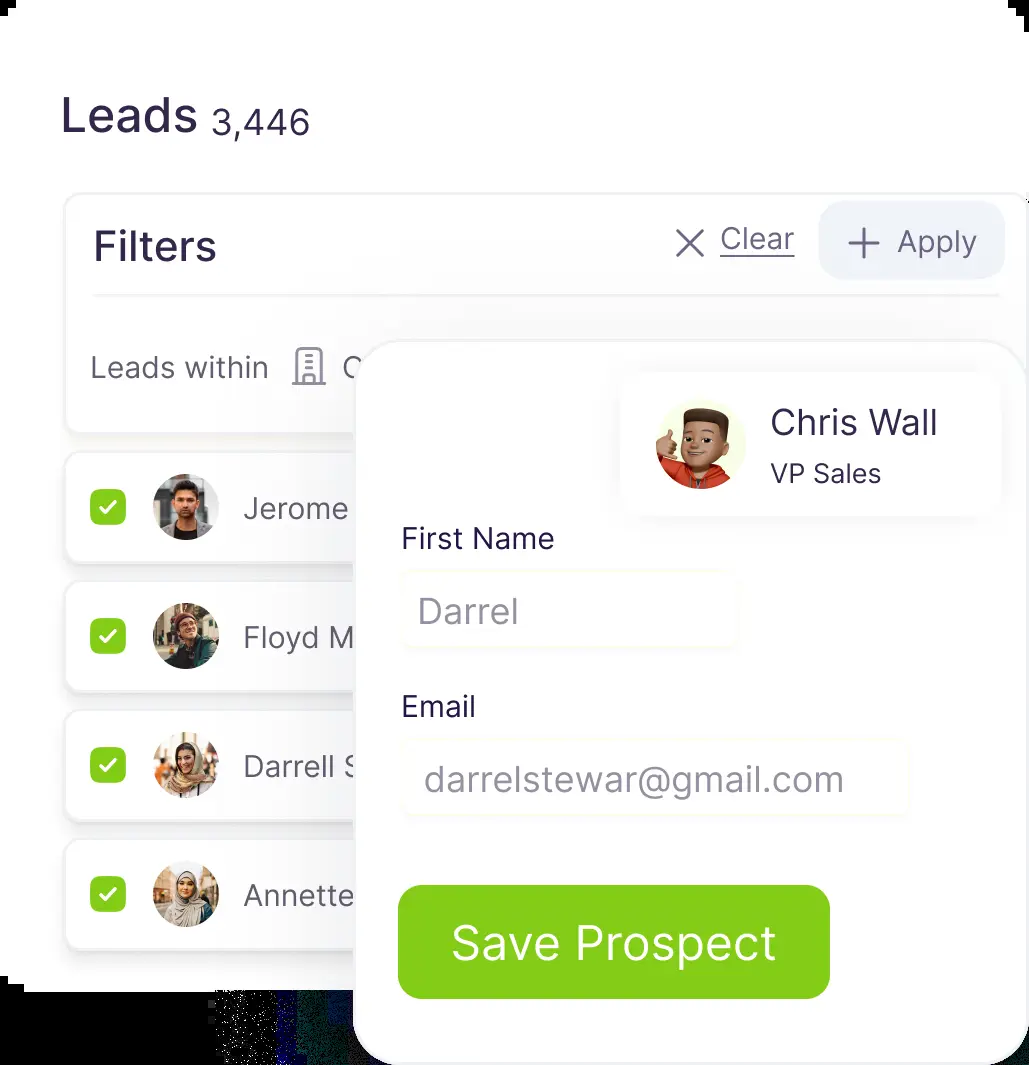 Leads 3,446
Filters
Clear
Apply
Leads within
Chris Wall
VP Sales
Jerome
Floyd M
Darrell S
Annette
First Name
Darrel
Email
darrelstewar@gmail.com
Save Prospect